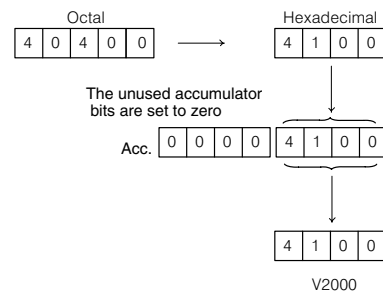 Octal Hexadecimal
4 0 4 0 0 4 1 0 0
The unused accumulator
bits are set to zero
Acc. 0 0 0 0 4 1 0 0
4 1 0 0
V2000